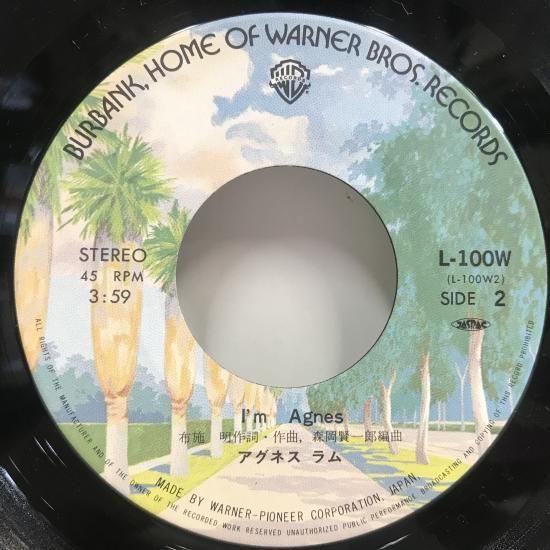 BURBANK, HOME OF WARNER BROS. RECORDS
RECORDS
STEREO
45 RPM
3:59
L-100W
(L-100W2)
SIDE 2
JASRAC
I'm Agnes
布施 明作詞・作曲, 森岡賢一郎編曲
アグネス ラム
MADE BY WARNER-PIONEER CORPORATION, JAPAN.
ALL RIGHTS OF THE MANUFACTURER AND OF THE OWNER OF THE RECORDED WORK RESERVED UNAUTHORIZED PUBLIC PERFORMANCE BROADCASTING AND COPYING OF THIS RECORD PROHIBITED